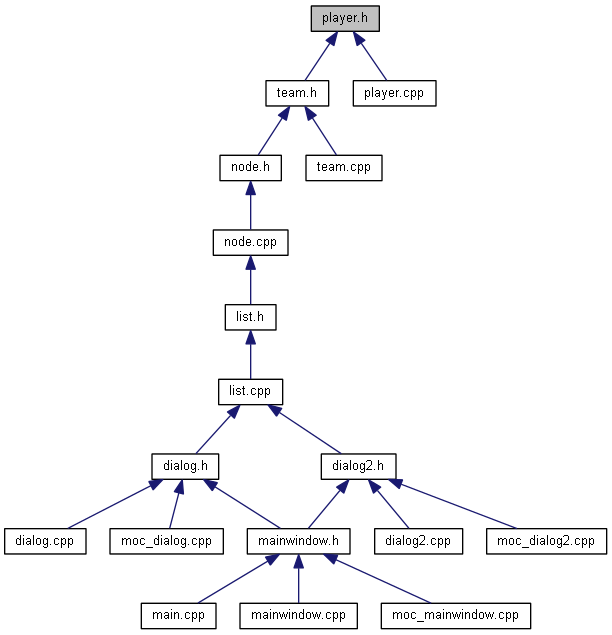 player.h
team.h
player.cpp
node.h
team.cpp
node.cpp
list.h
list.cpp
dialog.h
dialog2.h
dialog.cpp
moc_dialog.cpp
mainwindow.h
dialog2.cpp
moc_dialog2.cpp
main.cpp
mainwindow.cpp
moc_mainwindow.cpp